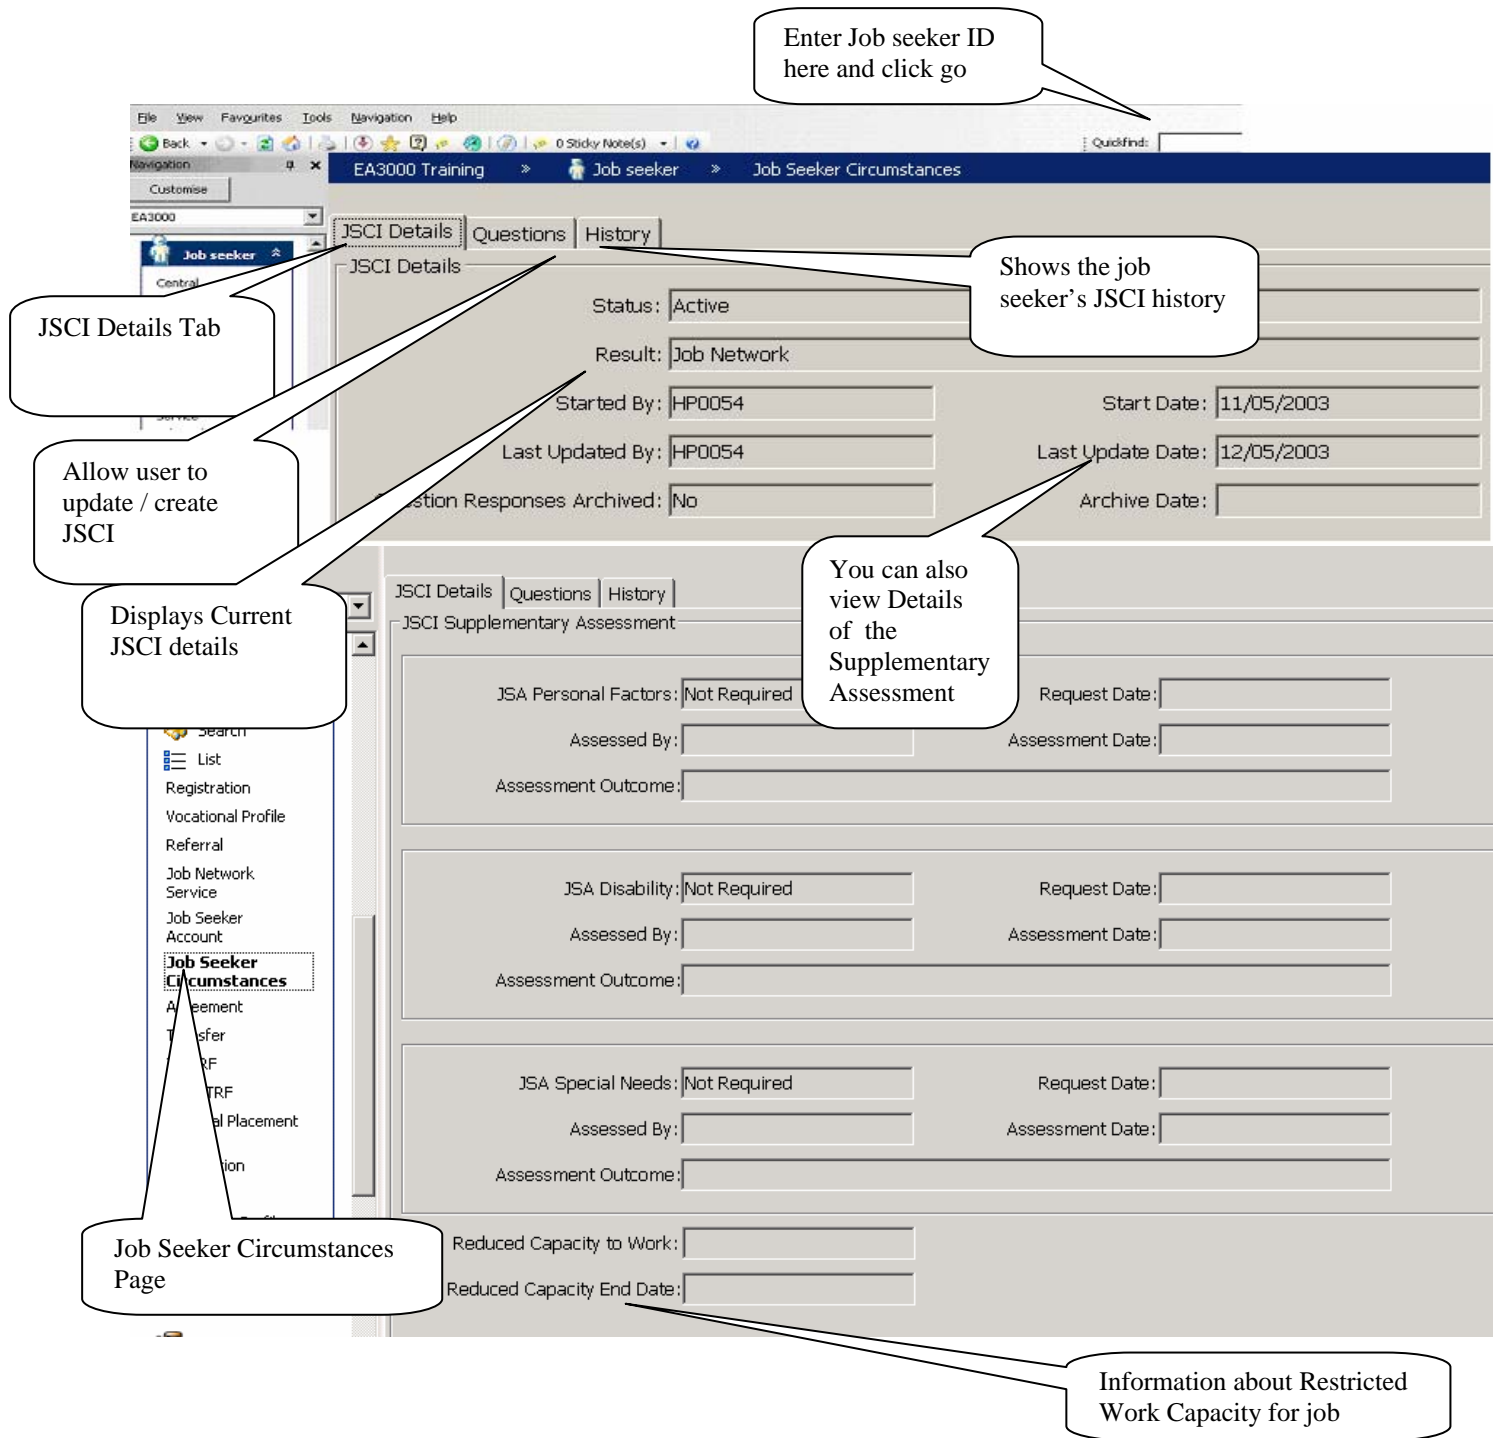 Enter Job seeker ID
here and click go
File View Favourites Tools Navigation Help
Back 0 Sticky Note(s) Quickfind:
Navigation
Customise
EA3000 Training » Job seeker » Job Seeker Circumstances
EA3000
Job seeker
Central
JSCI Details Questions History
JSCI Details
Shows the job
seeker's JSCI history
JSCI Details Tab
Status: Active
Result: Job Network
Started By: HP0054 Start Date: 11/05/2003
Last Updated By: HP0054 Last Update Date: 12/05/2003
Responses Archived: No Archive Date:
Allow user to
update / create
JSCI
You can also
view Details
of the
Supplementary
Assessment
Displays Current
JSCI details
JSCI Details Questions History
JSCI Supplementary Assessment
JSA Personal Factors: Not Required Request Date:
Assessed By: Assessment Date:
Assessment Outcome:
JSA Disability: Not Required Request Date:
Assessed By: Assessment Date:
Assessment Outcome:
JSA Special Needs: Not Required Request Date:
Assessed By: Assessment Date:
Assessment Outcome:
Reduced Capacity to Work:
Reduced Capacity End Date:
Search
List
Registration
Vocational Profile
Referral
Job Network
Service
Job Seeker
Account
Job Seeker
Circumstances
Agreement
Transfer
Placement
Job Seeker Circumstances
Page
Information about Restricted
Work Capacity for job